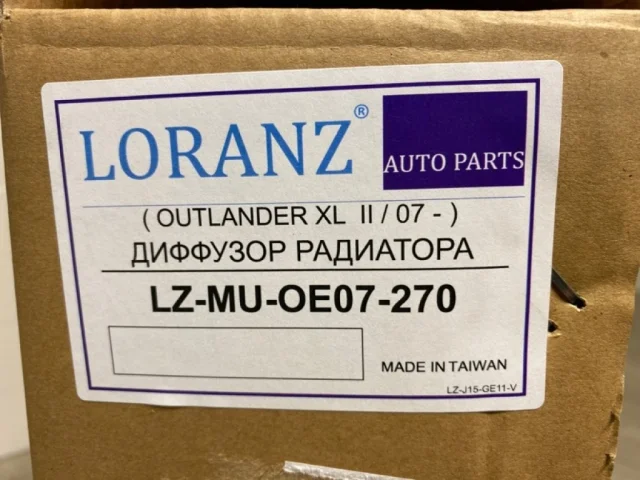 LORANZ®
AUTO PARTS
( OUTLANDER XL II / 07 - )
ДИФФУЗОР РАДИАТОРА
LZ-MU-OE07-270
MADE IN TAIWAN
LZ-J15-GE11-V